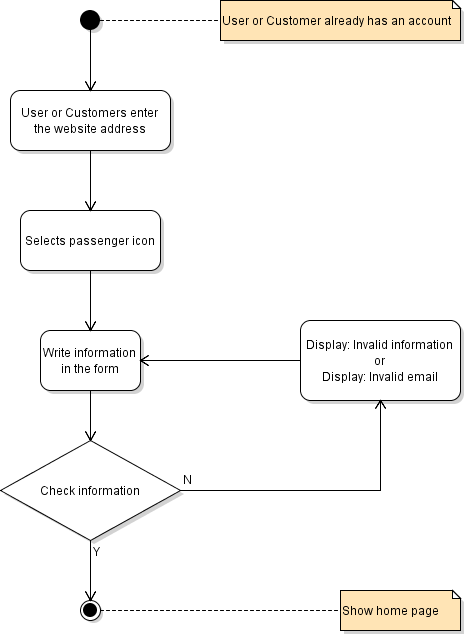 User or Customer already has an account
User or Customers enter
the website address
Selects passenger icon
Write information
in the form
Display: Invalid information
or
Display: Invalid email
Check information
N
Y
Show home page